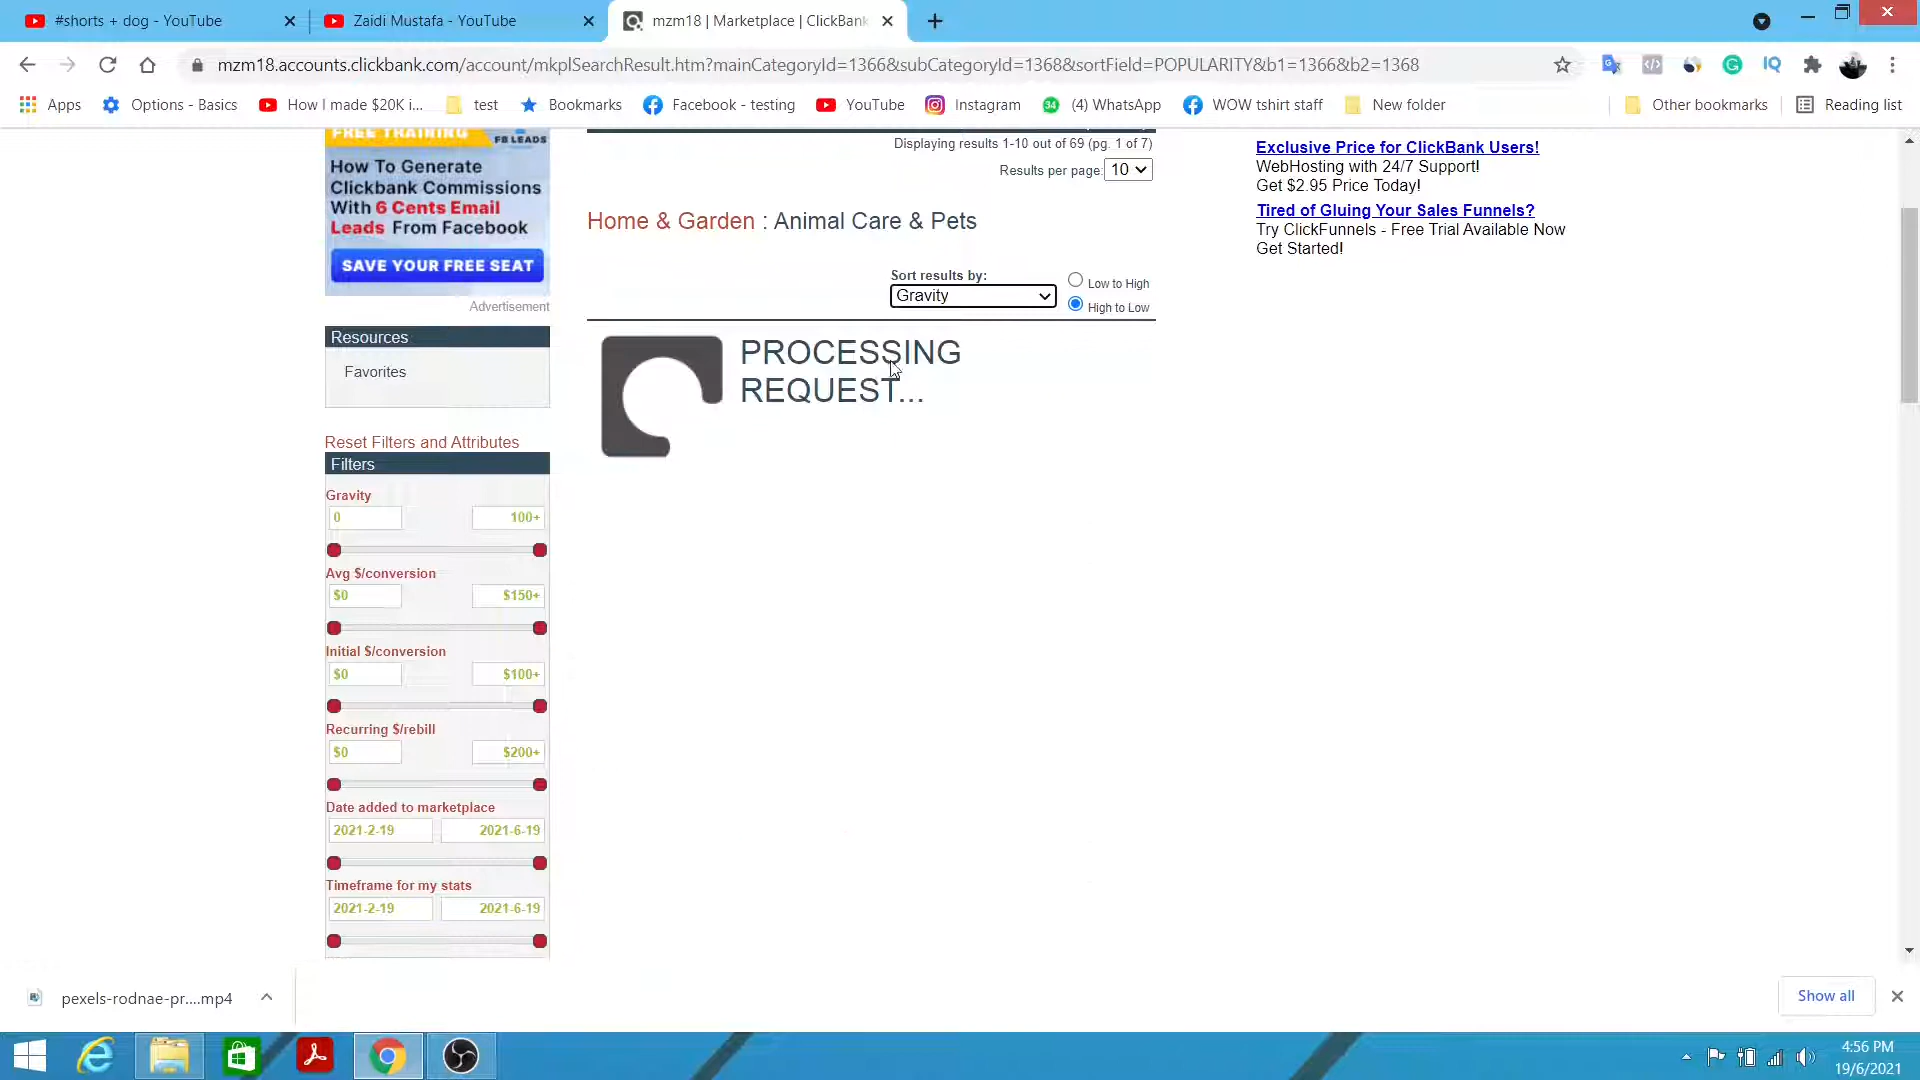 #shorts + dog - YouTube
Zaidi Mustafa - YouTube
mzm18 | Marketplace | ClickBank
mzm18.accounts.clickbank.com/account/mkplSearchResult.htm?mainCategoryId=1366&subCategoryId=1368&sortField=POPULARITY&b1=1366&b2=1368
Apps
Options - Basics
How I made $20K i...
test
Bookmarks
Facebook - testing
YouTube
Instagram
34
(4) WhatsApp
WOW tshirt staff
New folder
Other bookmarks
Reading list
FREE TRAINING
FB LEADS
How To Generate
Clickbank Commissions
With 6 Cents Email
Leads From Facebook
SAVE YOUR FREE SEAT
Advertisement
Resources
Favorites
Reset Filters and Attributes
Filters
Gravity
0 100+
Avg $/conversion
$0 $150+
Initial $/conversion
$0 $100+
Recurring $/rebill
$0 $200+
Date added to marketplace
2021-2-19 2021-6-19
Timeframe for my stats
2021-2-19 2021-6-19
Displaying results 1-10 out of 69 (pg. 1 of 7)
Results per page: 10
Home & Garden : Animal Care & Pets
Sort results by:
Gravity
Low to High
High to Low
PROCESSING
REQUEST...
Exclusive Price for ClickBank Users!
WebHosting with 24/7 Support!
Get $2.95 Price Today!
Tired of Gluing Your Sales Funnels?
Try ClickFunnels - Free Trial Available Now
Get Started!
pexels-rodnae-pr....mp4
Show all
4:56 PM
19/6/2021